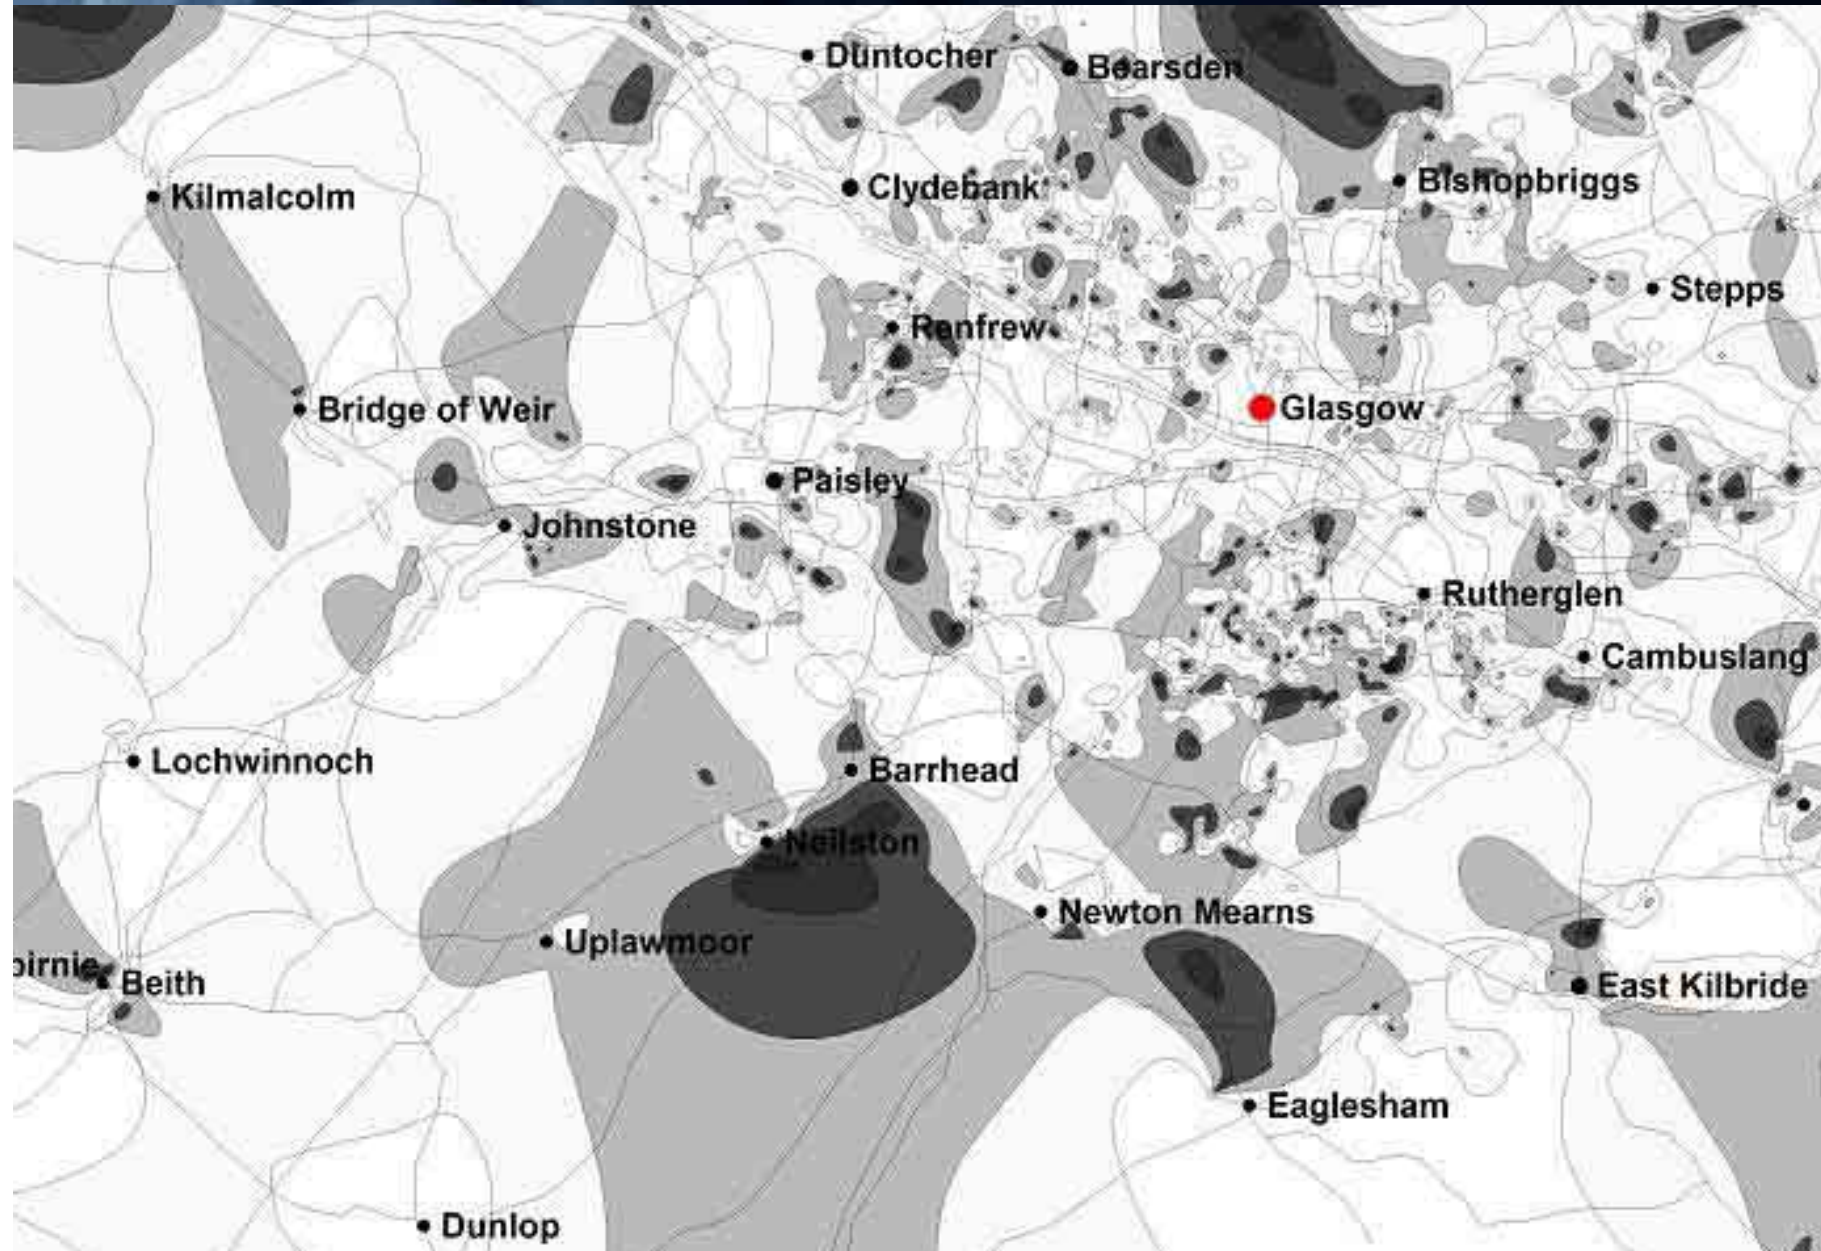 Duntocher
Bearsden
Kilmalcolm
Clydebank
Bishopbriggs
Stepps
Renfrew
Bridge of Weir
Glasgow
Paisley
Johnstone
Rutherglen
Cambuslang
Lochwinnoch
Barrhead
Neilston
Newton Mearns
Uplawmoor
birnie
Beith
East Kilbride
Eaglesham
Dunlop